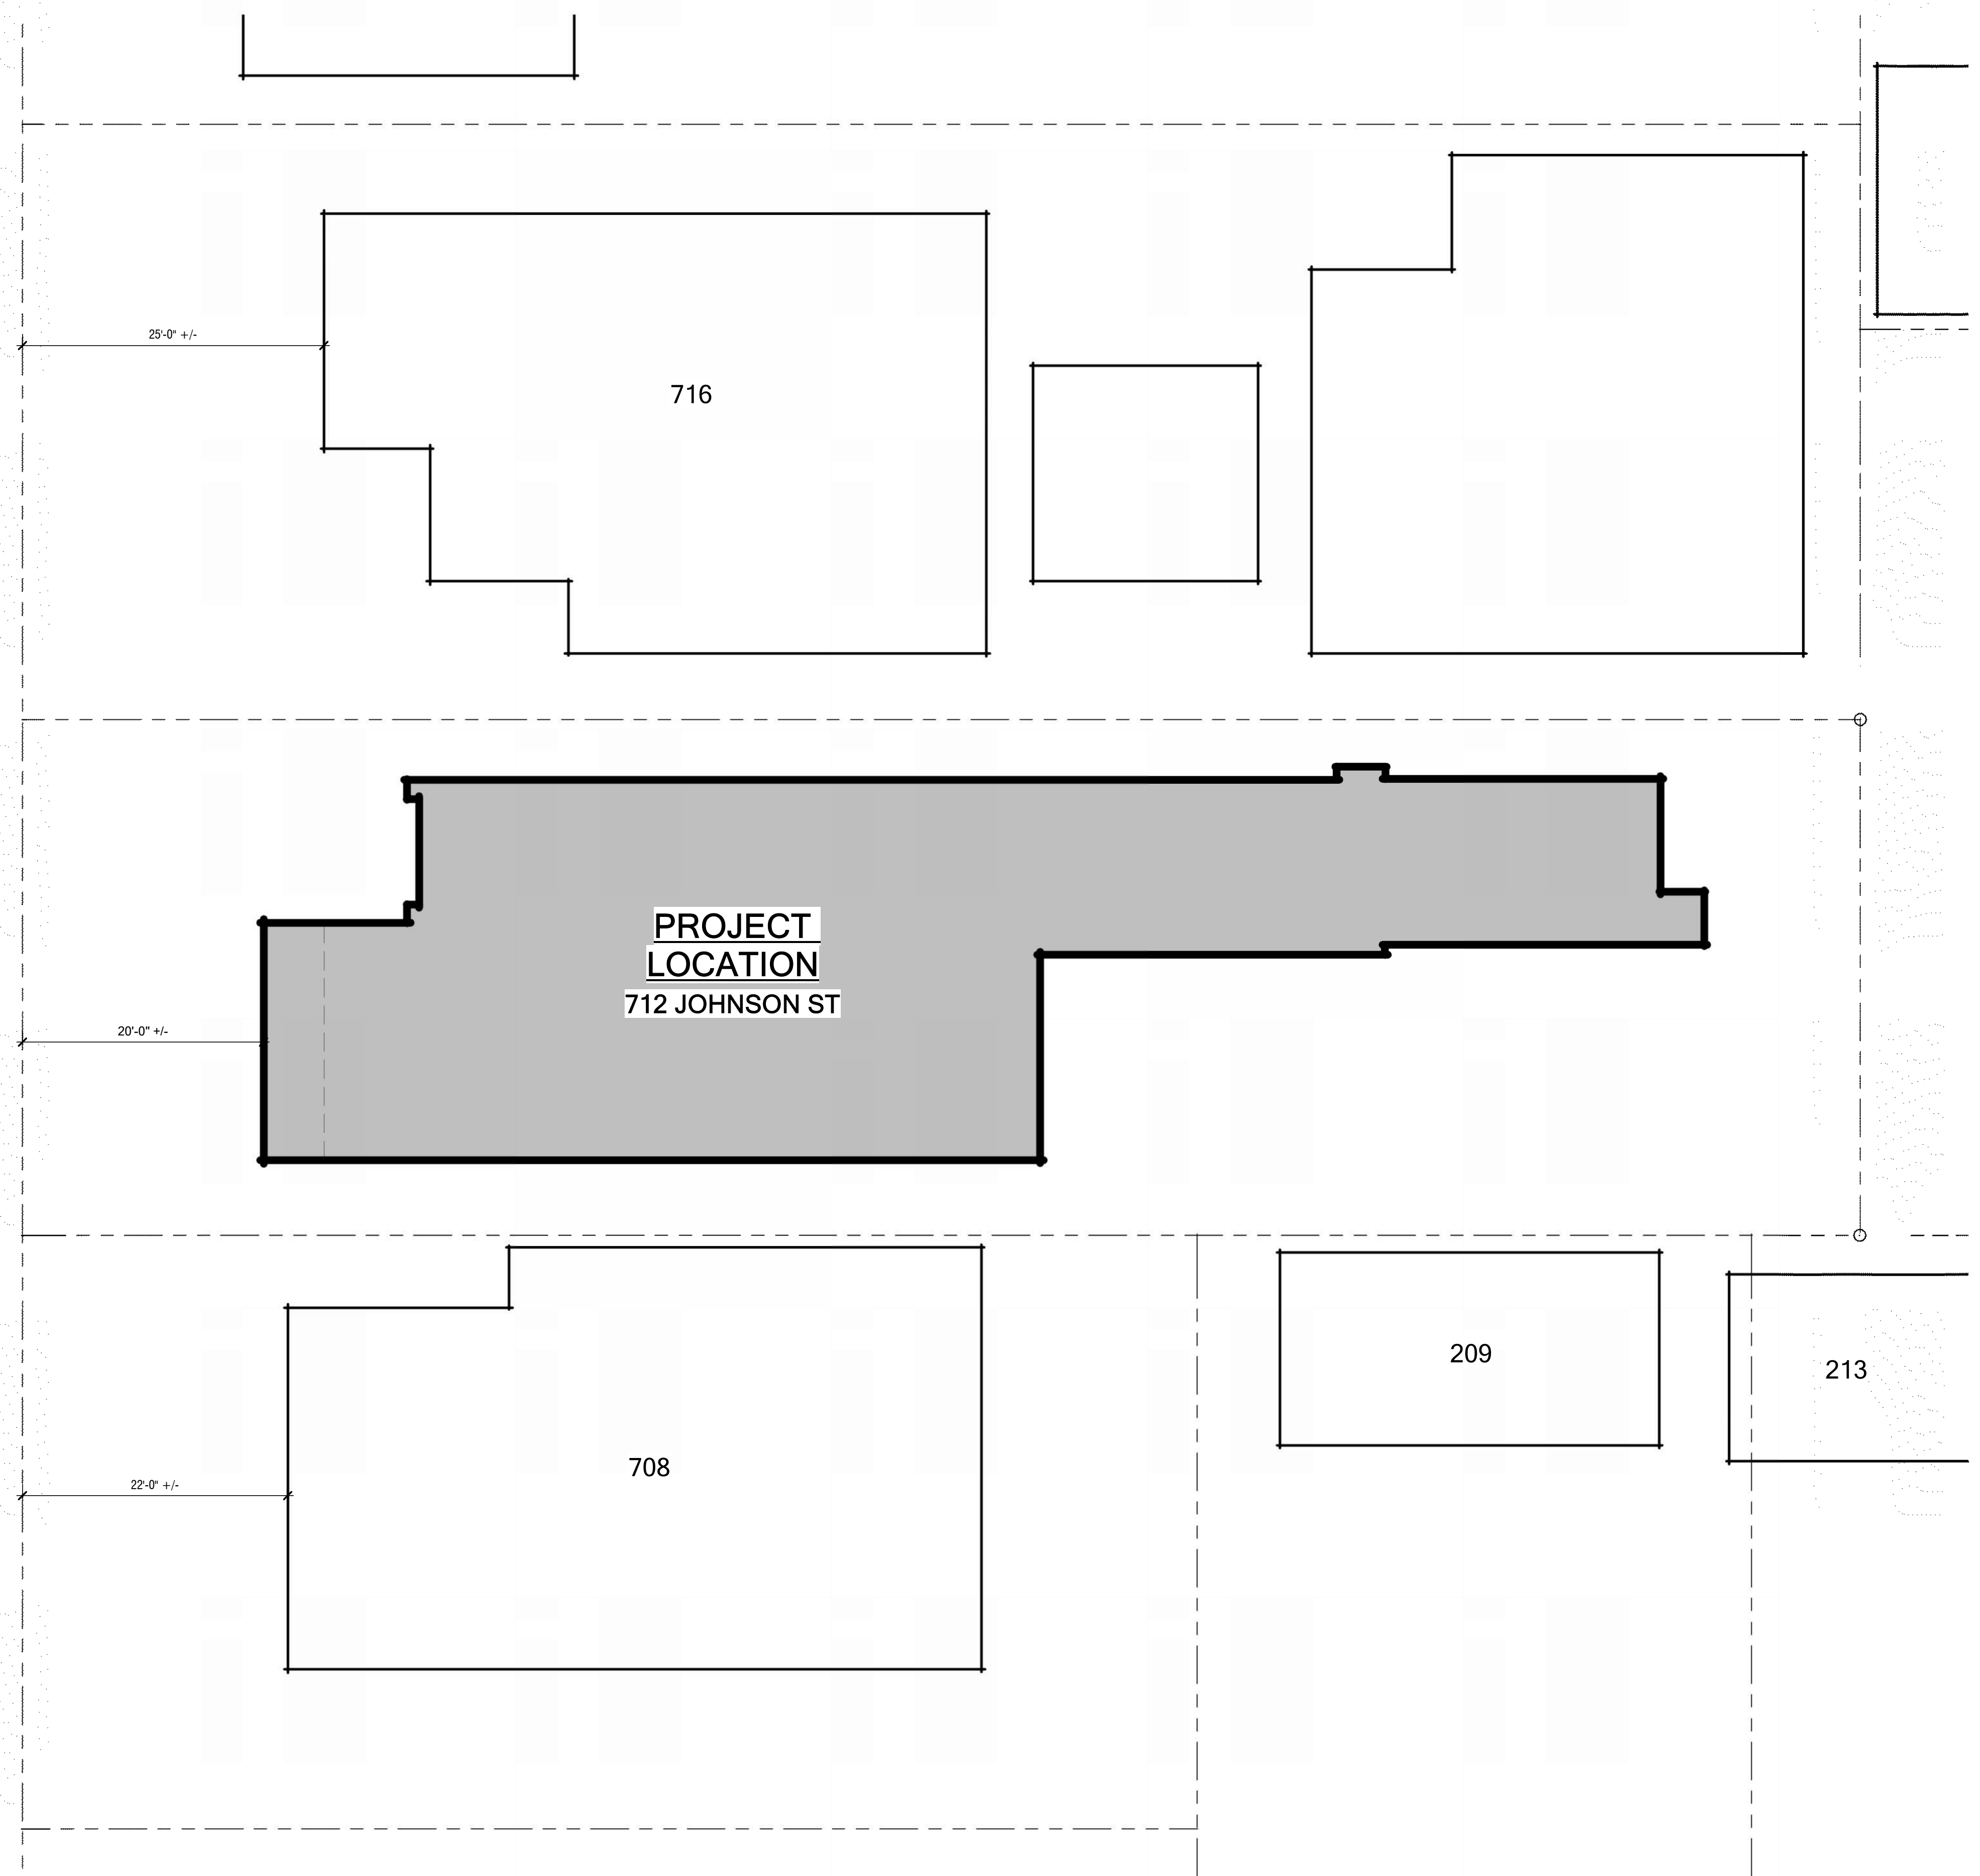 25'-0" +/-
716
PROJECT
LOCATION
712 JOHNSON ST
20'-0" +/-
209
213
708
22'-0" +/-